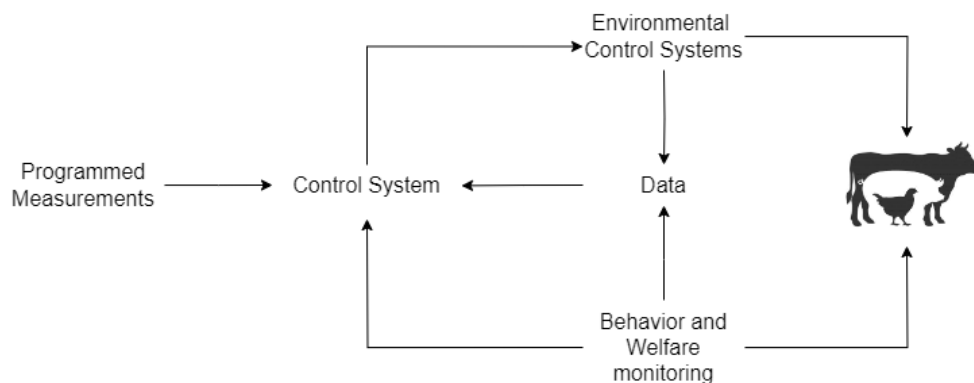 Environmental
Control Systems
Programmed
Measurements
Control System
Data
Behavior and
Welfare
monitoring